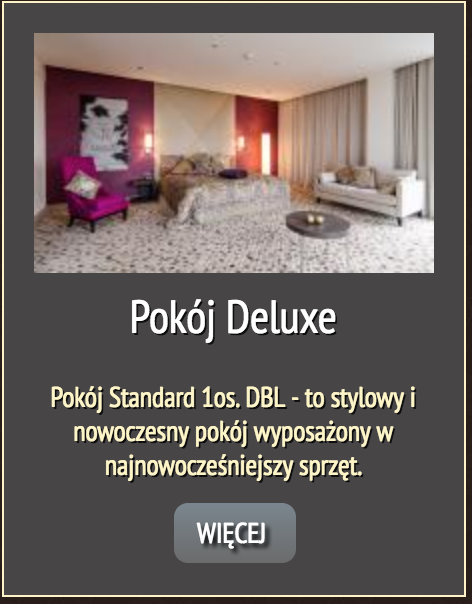 Pokój Deluxe
Pokój Standard 1os. DBL - to stylowy i
nowoczesny pokój wyposażony w
najnowocześniejszy sprzęt.
WIĘCEJ